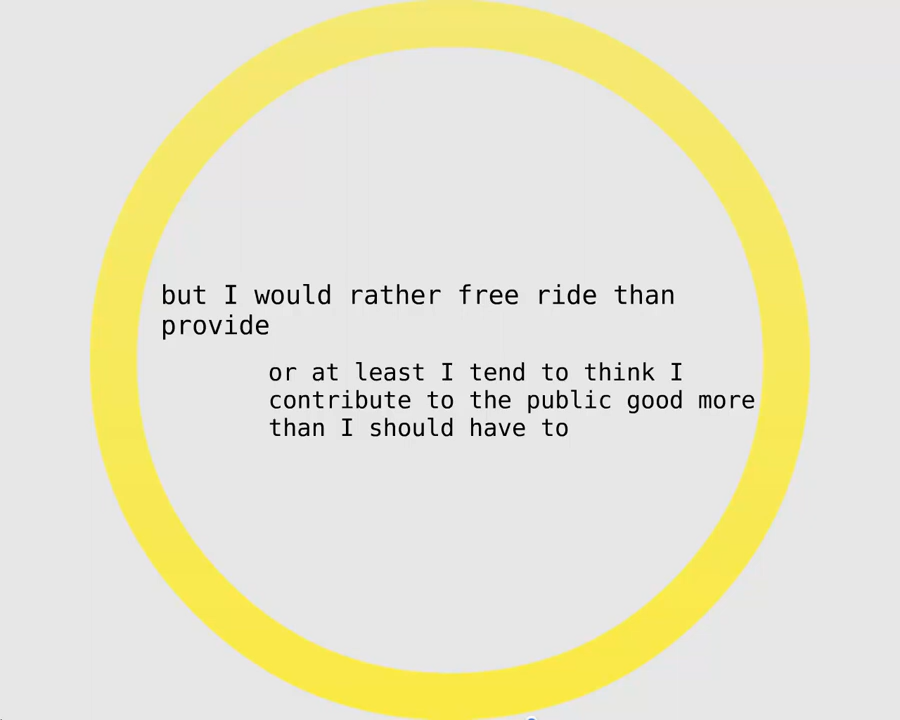 but I would rather free ride than
provide
or at least I tend to think I
contribute to the public good more
than I should have to